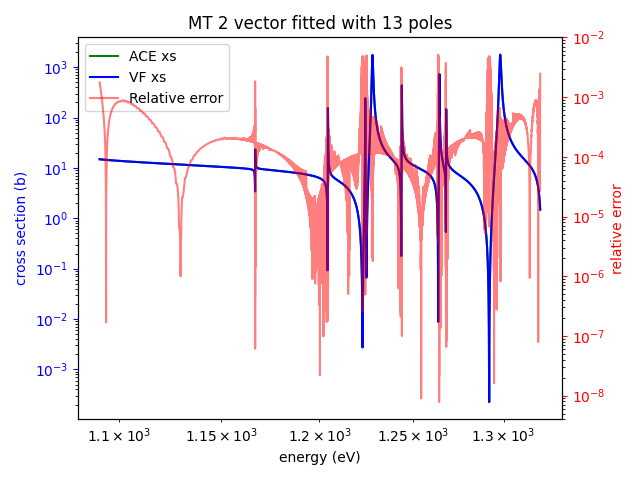 MT 2 vector fitted with 13 poles
ACE xs
VF xs
Relative error
cross section (b)
10³
10²
10¹
10⁰
10⁻¹
10⁻²
10⁻³
10⁻²
10⁻³
10⁻⁴
10⁻⁵
10⁻⁶
10⁻⁷
10⁻⁸
relative error
1.1 × 10³ 1.15 × 10³ 1.2 × 10³ 1.25 × 10³ 1.3 × 10³
energy (eV)